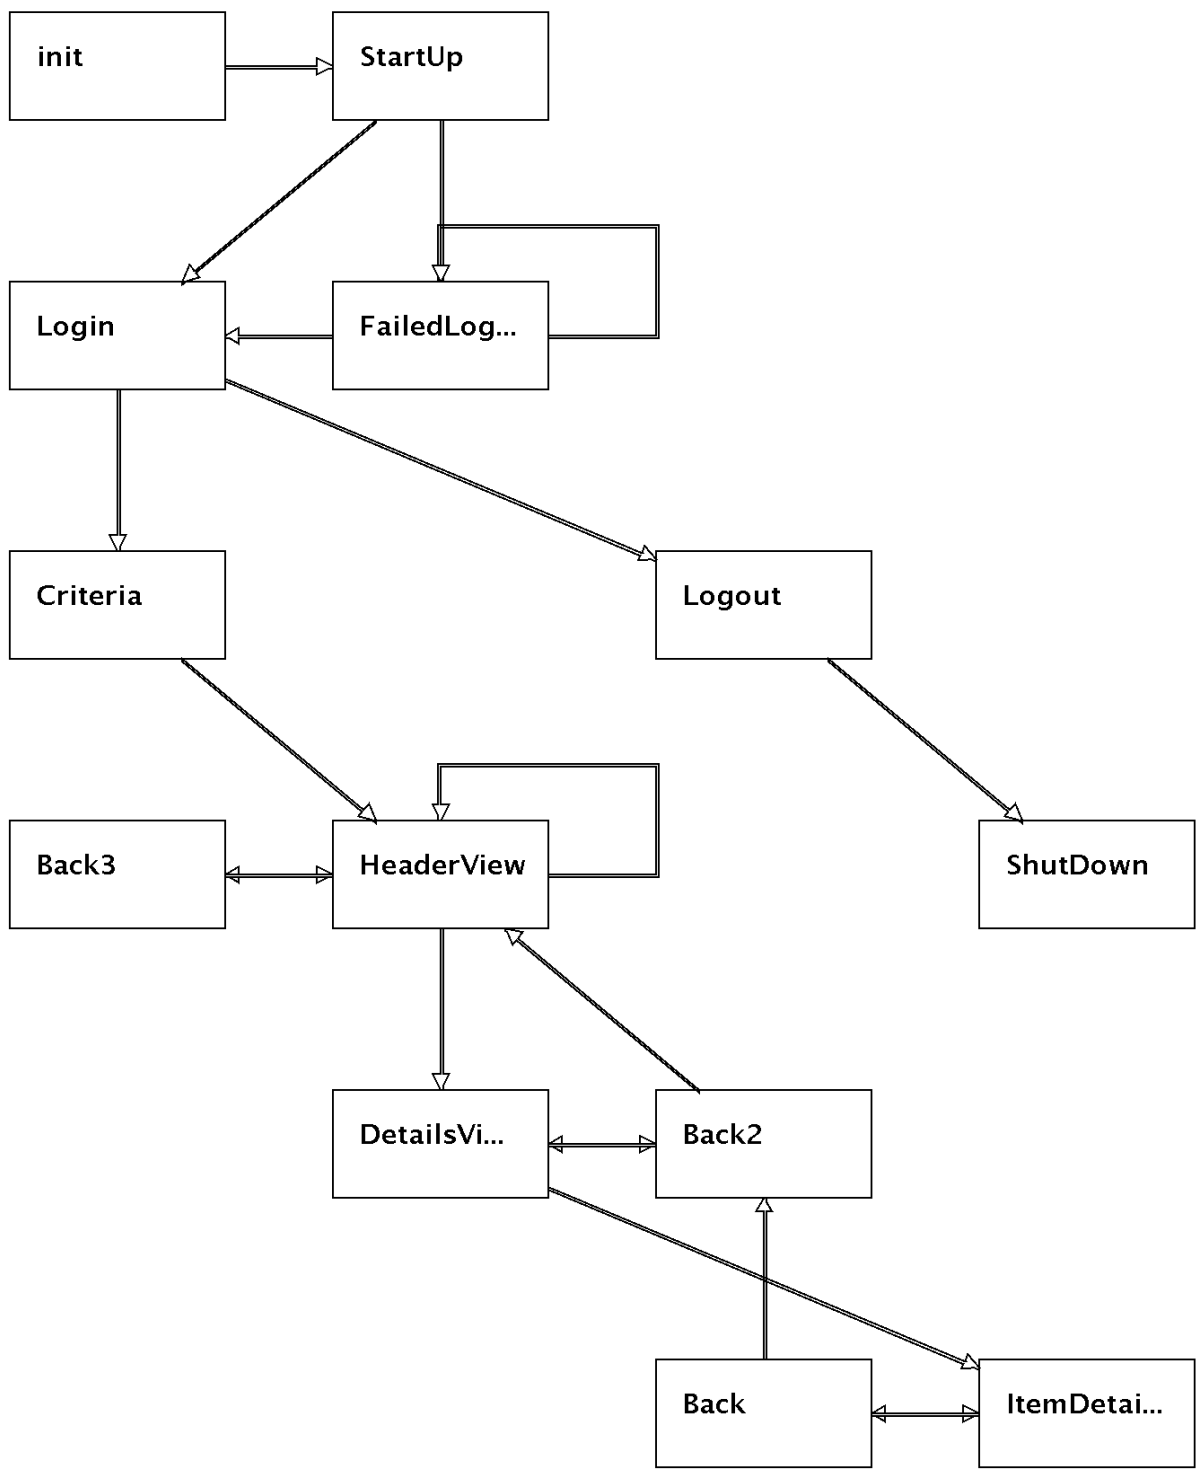 init
StartUp
Login
FailedLog...
Criteria
Logout
Back3
HeaderView
ShutDown
DetailsVi...
Back2
Back
ItemDetai...